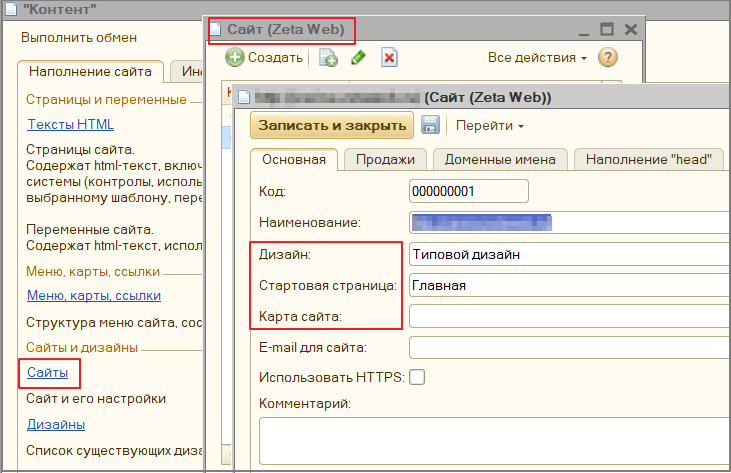 "Контент"
Выполнить обмен
Наполнение сайта
Инс
Страницы и переменные
Тексты HTML
Страницы сайта.
Содержат html-текст, включ
системы (контролы, исполь
выбранному шаблону, пере
Переменные сайта.
Содержат html-текст, испол
Меню, карты, ссылки
Меню, карты, ссылки
Структура меню сайта, сос
Сайты и дизайны
Сайты
Сайт и его настройки
Дизайны
Список существующих диза
Сайт (Zeta Web)
Создать
Все действия
?
(Сайт (Zeta Web))
Записать и закрыть
Перейти
Основная
Продажи
Доменные имена
Наполнение "head"
Код:
000000001
Наименование:
Дизайн:
Типовой дизайн
Стартовая страница:
Главная
Карта сайта:
E-mail для сайта:
Использовать HTTPS:
Комментарий: